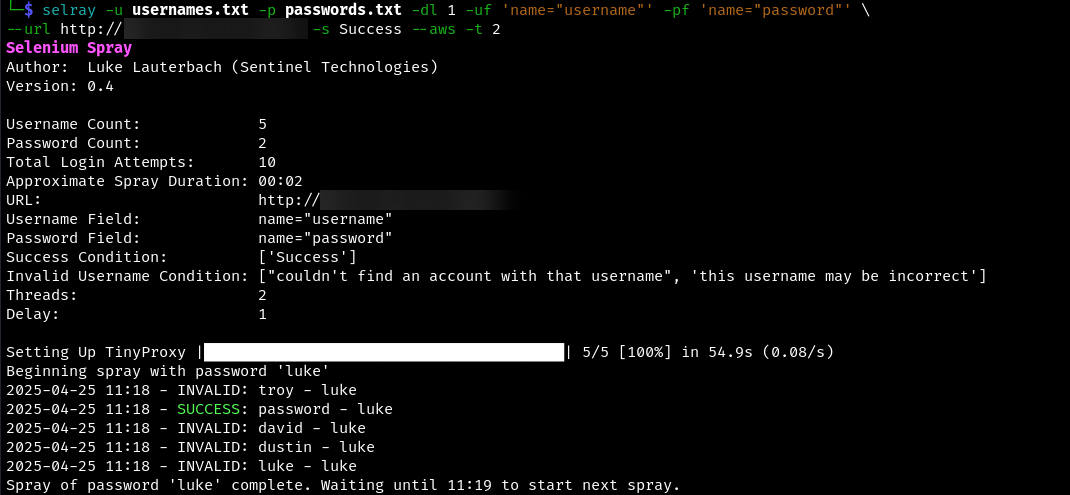 └─$ selray -u usernames.txt -p passwords.txt -dl 1 -uf 'name="username"' -pf 'name="password"' \
--url http:// -s Success --aws -t 2
Selenium Spray
Author:  Luke Lauterbach (Sentinel Technologies)
Version: 0.4
Username Count:              5
Password Count:              2
Total Login Attempts:        10
Approximate Spray Duration: 00:02
URL:                         http://
Username Field:              name="username"
Password Field:              name="password"
Success Condition:           ['Success']
Invalid Username Condition: ["couldn't find an account with that username", 'this username may be incorrect']
Threads:                     2
Delay:                       1
Setting Up TinyProxy |████████████████████████████████████████| 5/5 [100%] in 54.9s (0.08/s)
Beginning spray with password 'luke'
2025-04-25 11:18 - INVALID: troy - luke
2025-04-25 11:18 - SUCCESS: password - luke
2025-04-25 11:18 - INVALID: david - luke
2025-04-25 11:18 - INVALID: dustin - luke
2025-04-25 11:18 - INVALID: luke - luke
Spray of password 'luke' complete. Waiting until 11:19 to start next spray.